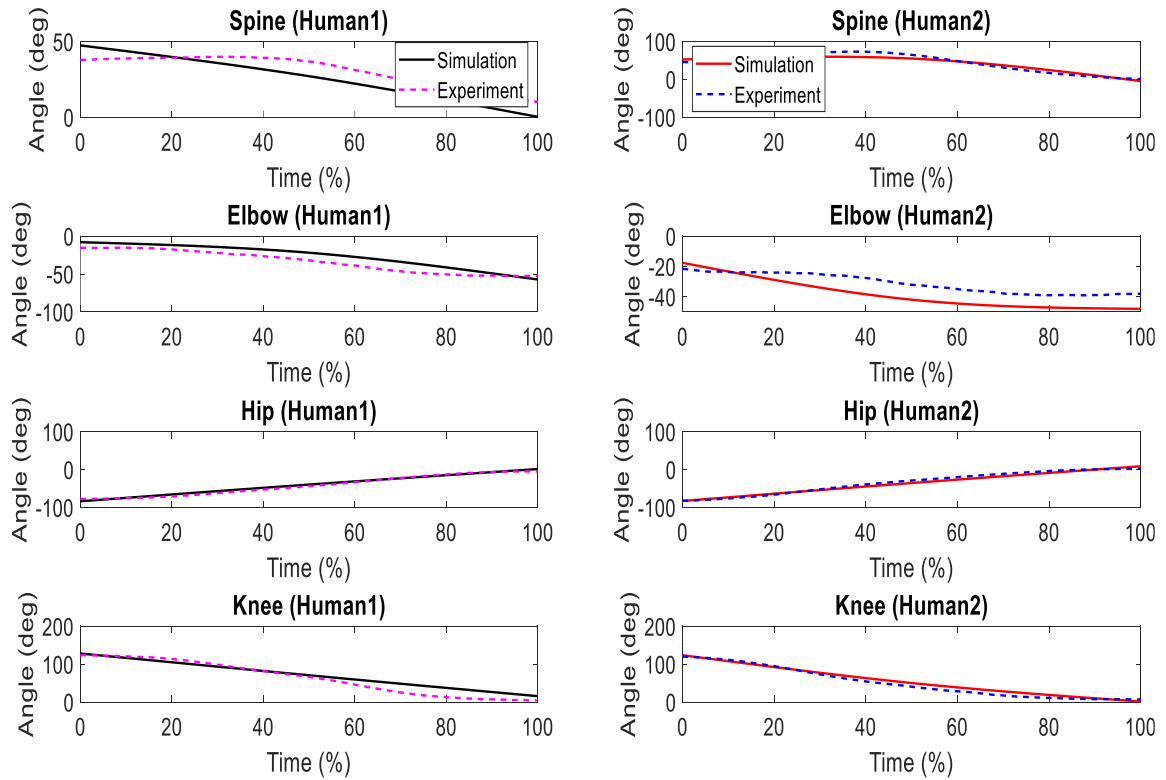 Spine (Human1)
Angle (deg)
50
0
Simulation
Experiment
0 20 40 60 80 100
Time (%)
Spine (Human2)
Angle (deg)
100
0
-100
Simulation
Experiment
0 20 40 60 80 100
Time (%)
Elbow (Human1)
Angle (deg)
0
-50
-100
0 20 40 60 80 100
Time (%)
Elbow (Human2)
Angle (deg)
0
-20
-40
0 20 40 60 80 100
Time (%)
Hip (Human1)
Angle (deg)
100
0
-100
0 20 40 60 80 100
Time (%)
Hip (Human2)
Angle (deg)
100
0
-100
0 20 40 60 80 100
Time (%)
Knee (Human1)
Angle (deg)
200
100
0
0 20 40 60 80 100
Time (%)
Knee (Human2)
Angle (deg)
200
100
0
0 20 40 60 80 100
Time (%)